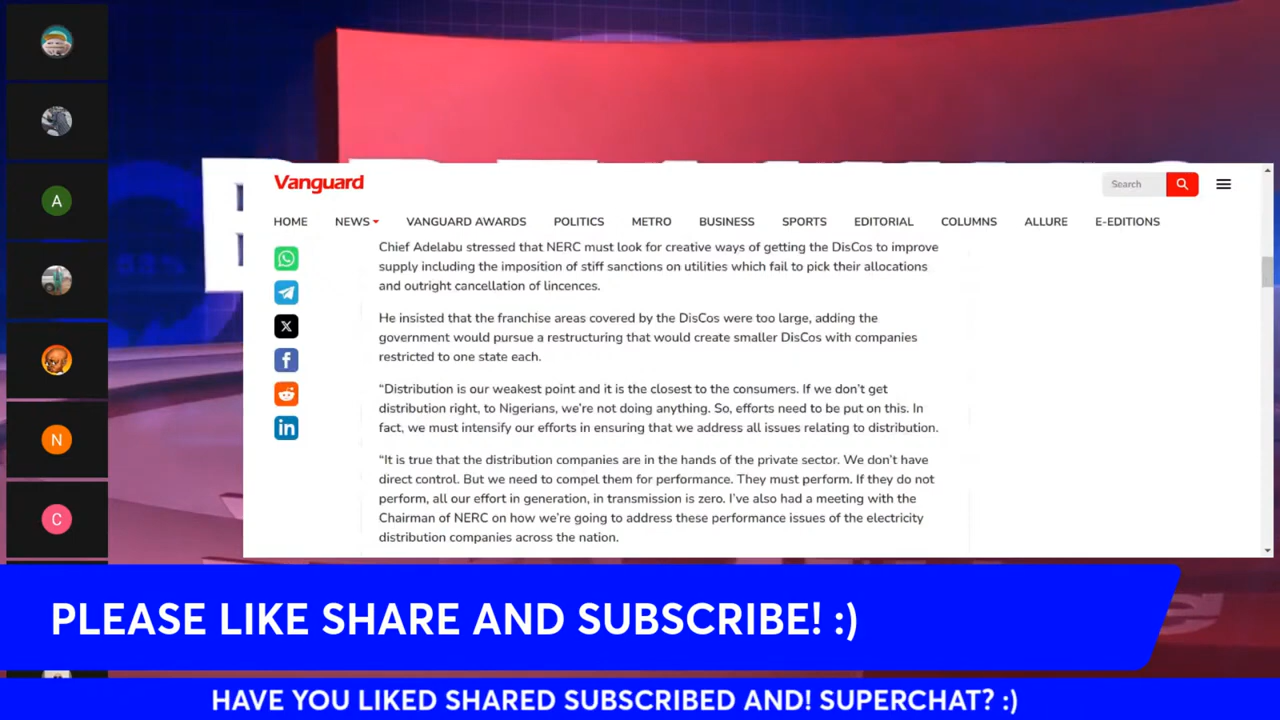 Vanguard
Search
HOME NEWS VANGUARD AWARDS POLITICS METRO BUSINESS SPORTS EDITORIAL COLUMNS ALLURE E-EDITIONS
Chief Adelabu stressed that NERC must look for creative ways of getting the DisCos to improve
supply including the imposition of stiff sanctions on utilities which fail to pick their allocations
and outright cancellation of lincences.
He insisted that the franchise areas covered by the DisCos were too large, adding the
government would pursue a restructuring that would create smaller DisCos with companies
restricted to one state each.
“Distribution is our weakest point and it is the closest to the consumers. If we don’t get
distribution right, to Nigerians, we’re not doing anything. So, efforts need to be put on this. In
fact, we must intensify our efforts in ensuring that we address all issues relating to distribution.
“It is true that the distribution companies are in the hands of the private sector. We don’t have
direct control. But we need to compel them for performance. They must perform. If they do not
perform, all our effort in generation, in transmission is zero. I’ve also had a meeting with the
Chairman of NERC on how we’re going to address these performance issues of the electricity
distribution companies across the nation.
A
N
C
PLEASE LIKE SHARE AND SUBSCRIBE! :)
HAVE YOU LIKED SHARED SUBSCRIBED AND! SUPERCHAT? :)